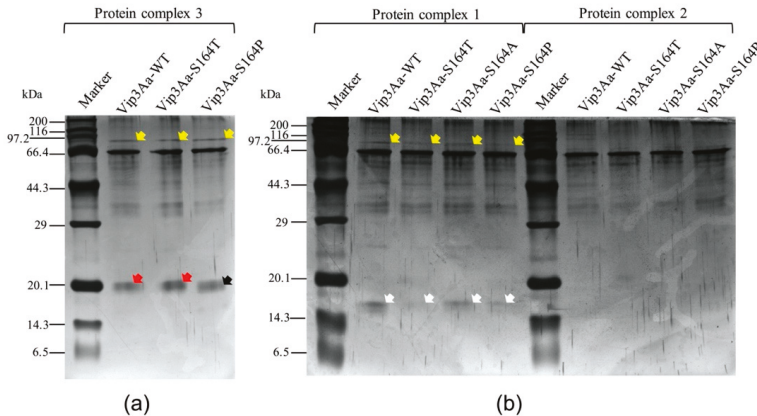 Protein complex 3
kDa
Marker
Vip3Aa-WT
Vip3Aa-S164T
Vip3Aa-S164P
200
116
97.2
66.4
44.3
29
20.1
14.3
6.5
(a)
Protein complex 1
Protein complex 2
kDa
Marker
Vip3Aa-WT
Vip3Aa-S164T
Vip3Aa-S164A
Vip3Aa-S164P
Marker
Vip3Aa-WT
Vip3Aa-S164T
Vip3Aa-S164A
Vip3Aa-S164P
200
116
97.2
66.4
44.3
29
20.1
14.3
6.5
(b)